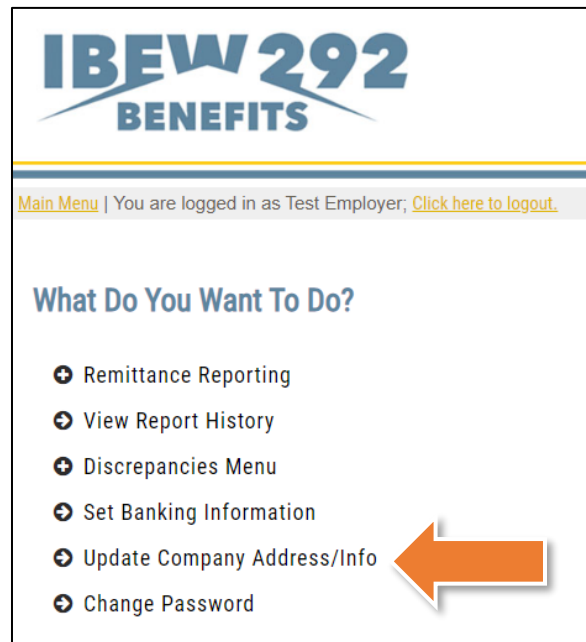 IBEW 292
BENEFITS
Main Menu | You are logged in as Test Employer; Click here to logout.
What Do You Want To Do?
Remittance Reporting
View Report History
Discrepancies Menu
Set Banking Information
Update Company Address/Info
Change Password